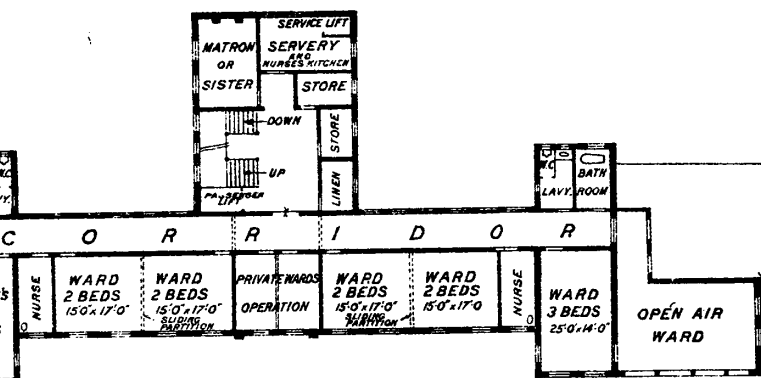 SERVICE LIFT
MATRON
OR
SISTER
SERVERY
AND
NURSES KITCHEN
STORE
DOWN
STORE
UP
PASSENGER
LIFT
LINEN
W.C.
LAVY.
BATH
ROOM
VY.
CORRIDOR
NURSE
WARD
2 BEDS
15'0" x 17'0"
WARD
2 BEDS
15'0" x 17'0"
SLIDING
PARTITION
PRIVATE WARDS
OPERATION
WARD
2 BEDS
15'0" x 17'0"
SLIDING
PARTITION
WARD
2 BEDS
15'0" x 17'0
NURSE
WARD
3 BEDS
25'0" x 14'0"
OPEN AIR
WARD